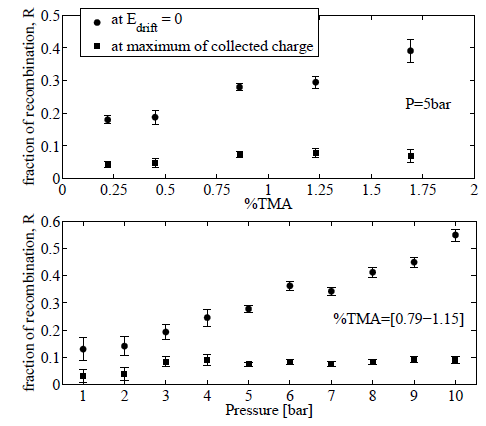 fraction of recombination, R
0.5
0.4
0.3
0.2
0.1
0
at E_drift = 0
at maximum of collected charge
P=5bar
0 0.25 0.5 0.75 1 1.25 1.5 1.75 2
%TMA
fraction of recombination, R
0.6
0.5
0.4
0.3
0.2
0.1
0
%TMA=[0.79−1.15]
1 2 3 4 5 6 7 8 9 10
Pressure [bar]